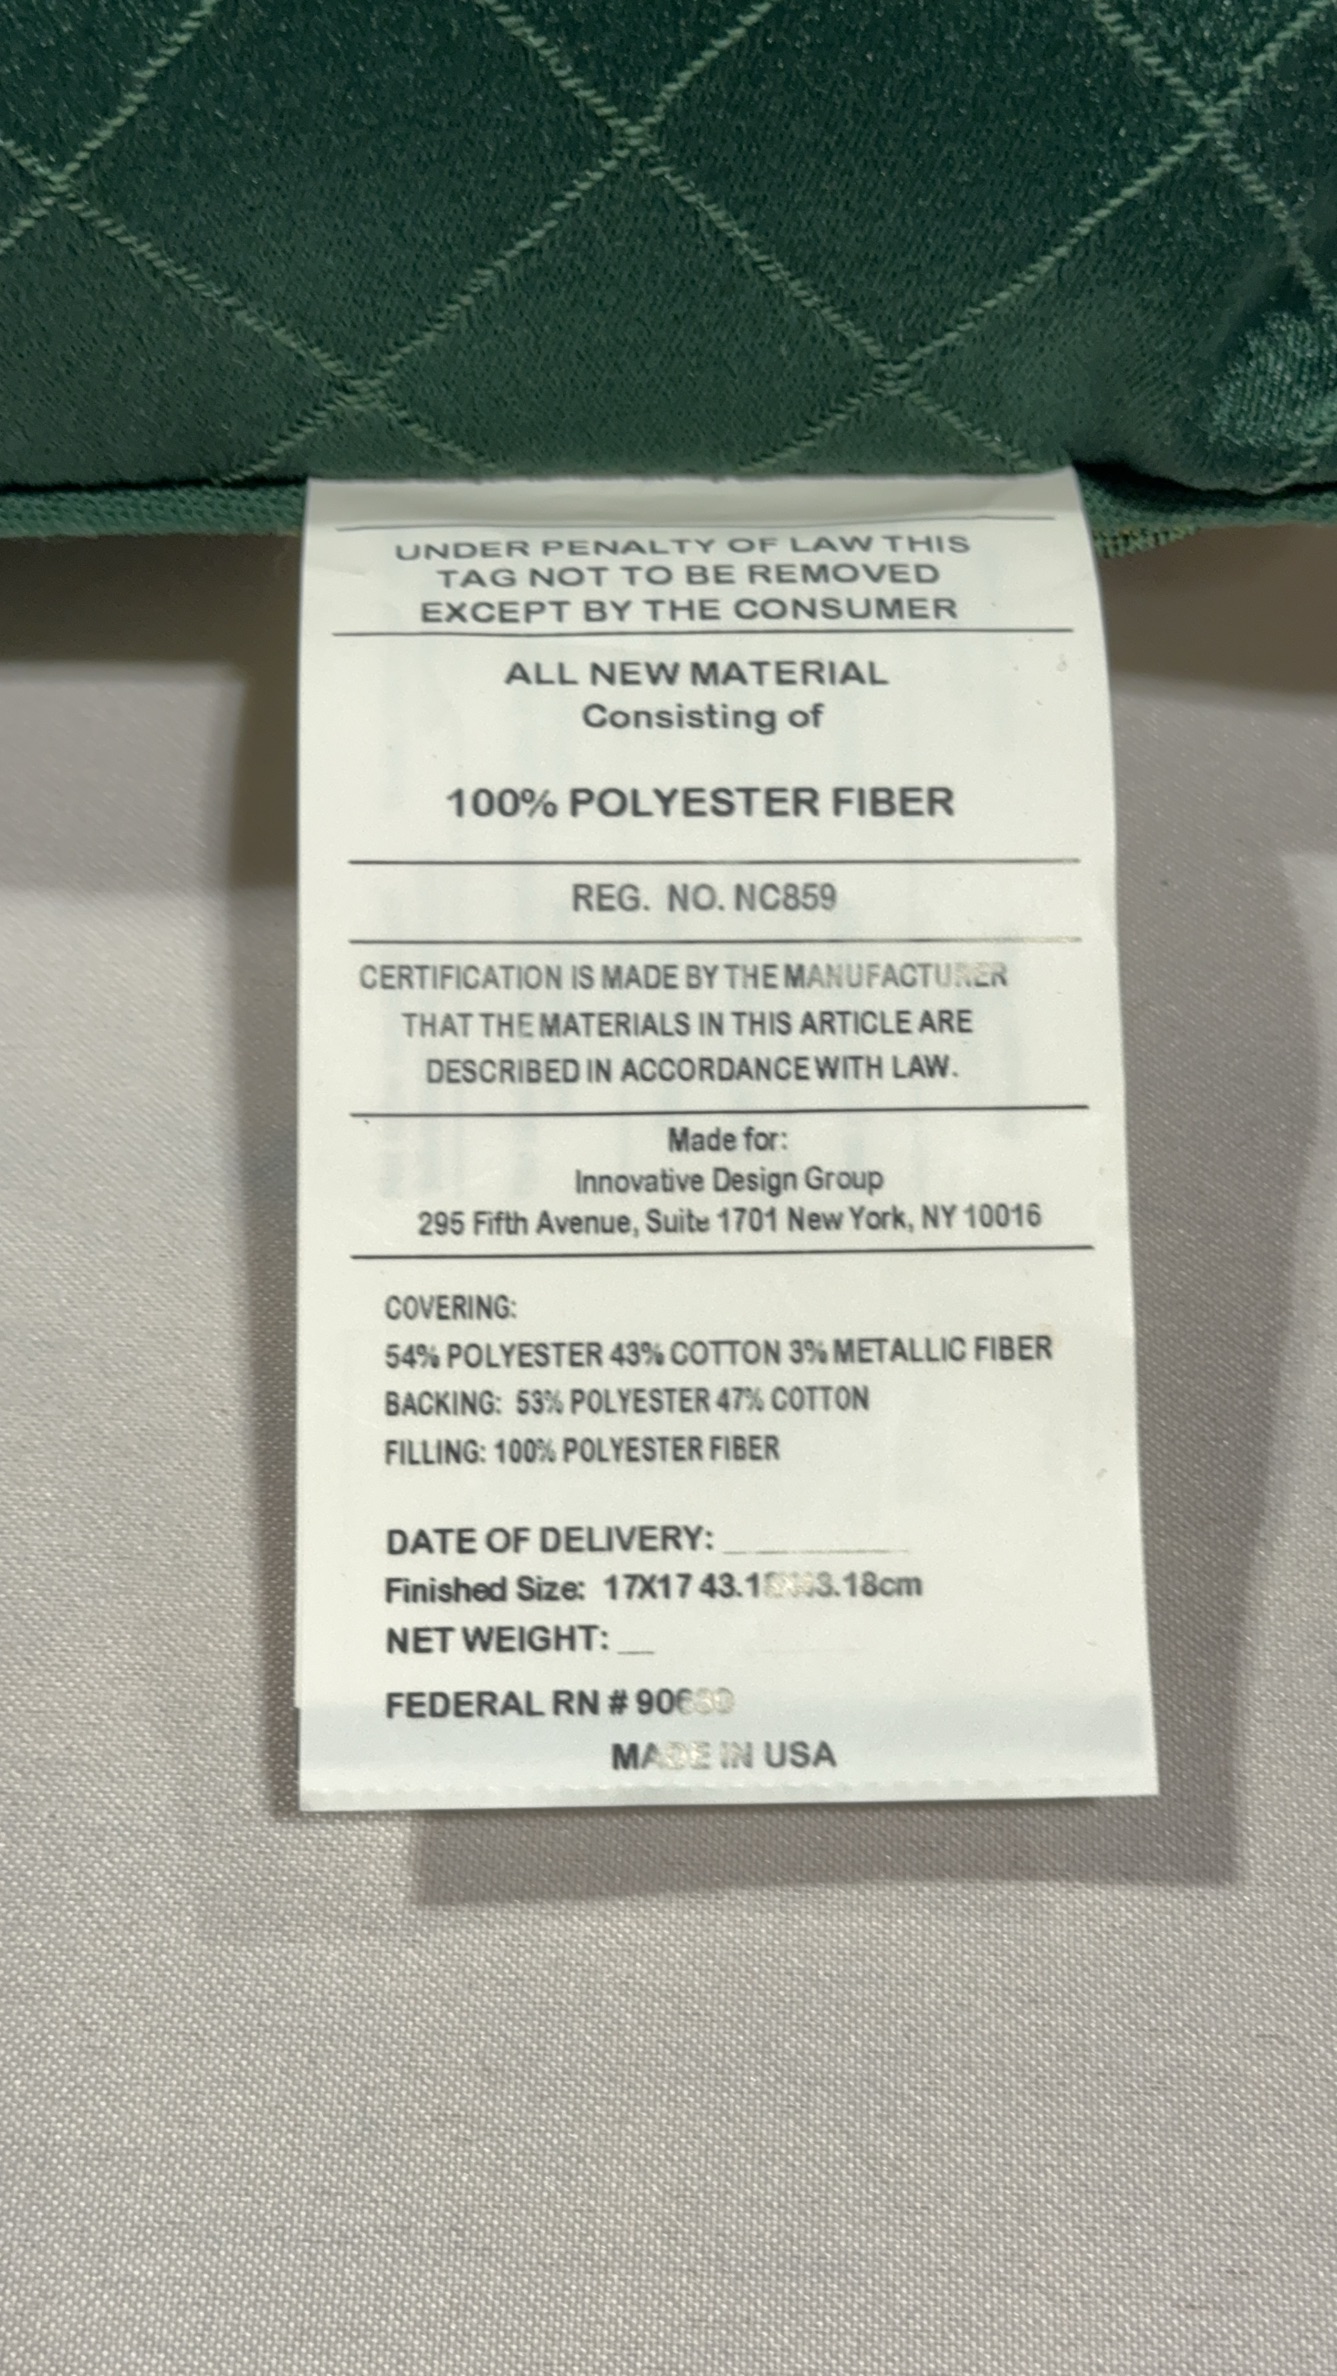 UNDER PENALTY OF LAW THIS
TAG NOT TO BE REMOVED
EXCEPT BY THE CONSUMER
ALL NEW MATERIAL
Consisting of
100% POLYESTER FIBER
REG. NO. NC859
CERTIFICATION IS MADE BY THE MANUFACTURER
THAT THE MATERIALS IN THIS ARTICLE ARE
DESCRIBED IN ACCORDANCE WITH LAW.
Made for:
Innovative Design Group
295 Fifth Avenue, Suite 1701 New York, NY 10016
COVERING:
54% POLYESTER 43% COTTON 3% METALLIC FIBER
BACKING: 53% POLYESTER 47% COTTON
FILLING: 100% POLYESTER FIBER
DATE OF DELIVERY: __________
Finished Size: 17X17
NET WEIGHT: __
FEDERAL RN #
MADE IN USA